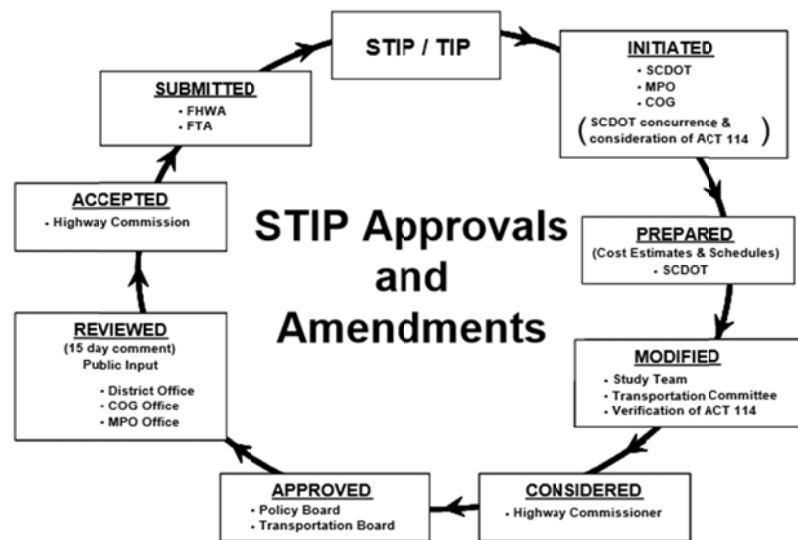 STIP / TIP
INITIATED
· SCDOT
· MPO
· COG
(SCDOT concurrence &
consideration of ACT 114)
PREPARED
(Cost Estimates & Schedules)
· SCDOT
MODIFIED
· Study Team
· Transportation Committee
· Verification of ACT 114
CONSIDERED
· Highway Commissioner
APPROVED
· Policy Board
· Transportation Board
REVIEWED
(15 day comment)
Public Input
· District Office
· COG Office
· MPO Office
ACCEPTED
· Highway Commission
SUBMITTED
· FHWA
· FTA
STIP Approvals
and
Amendments